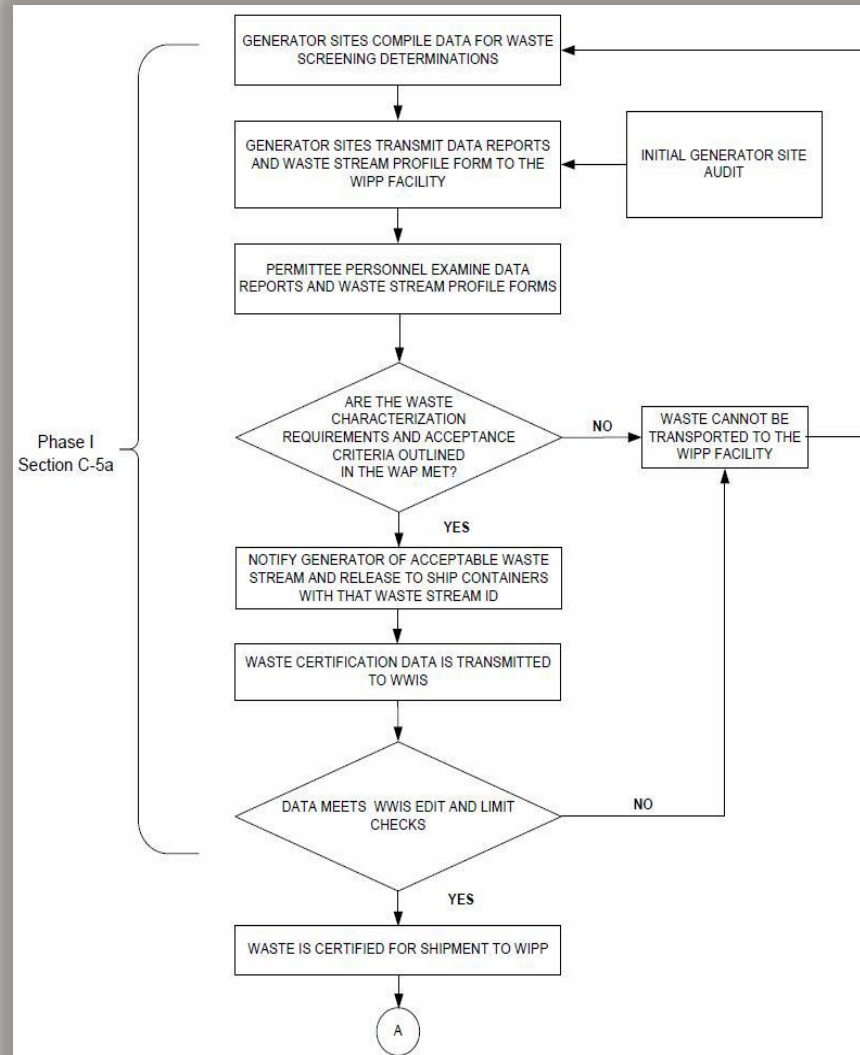 GENERATOR SITES COMPILE DATA FOR WASTE
SCREENING DETERMINATIONS
GENERATOR SITES TRANSMIT DATA REPORTS
AND WASTE STREAM PROFILE FORM TO THE
WIPP FACILITY
INITIAL GENERATOR SITE
AUDIT
PERMITTEE PERSONNEL EXAMINE DATA
REPORTS AND WASTE STREAM PROFILE FORMS
Phase I
Section C-5a
ARE THE WASTE
CHARACTERIZATION
REQUIREMENTS AND ACCEPTANCE
CRITERIA OUTLINED
IN THE WAP MET?
NO
WASTE CANNOT BE
TRANSPORTED TO THE
WIPP FACILITY
YES
NOTIFY GENERATOR OF ACCEPTABLE WASTE
STREAM AND RELEASE TO SHIP CONTAINERS
WITH THAT WASTE STREAM ID
WASTE CERTIFICATION DATA IS TRANSMITTED
TO WWIS
DATA MEETS WWIS EDIT AND LIMIT
CHECKS
NO
YES
WASTE IS CERTIFIED FOR SHIPMENT TO WIPP
A